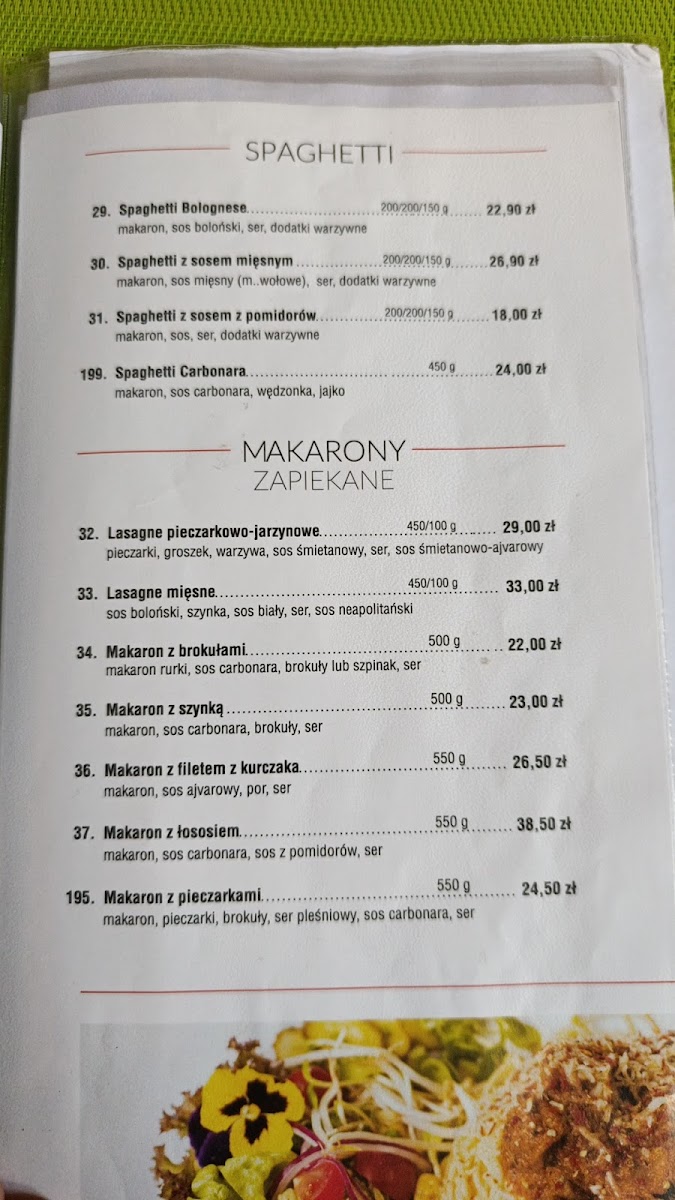 SPAGHETTI
29. Spaghetti Bolognese 200/200/150 g 22,90 zł
makaron, sos boloński, ser, dodatki warzywne
30. Spaghetti z sosem mięsnym 200/200/150 g 26,90 zł
makaron, sos mięsny (m..wołowe), ser, dodatki warzywne
31. Spaghetti z sosem z pomidorów 200/200/150 g 18,00 zł
makaron, sos, ser, dodatki warzywne
199. Spaghetti Carbonara 450 g 24,00 zł
makaron, sos carbonara, wędzonka, jajko
MAKARONY
ZAPIEKANE
32. Lasagne pieczarkowo-jarzynowe 450/100 g 29,00 zł
pieczarki, groszek, warzywa, sos śmietanowy, ser, sos śmietanowo-ajvarowy
33. Lasagne mięsne 450/100 g 33,00 zł
sos boloński, szynka, sos biały, ser, sos neapolitański
34. Makaron z brokułami 500 g 22,00 zł
makaron rurki, sos carbonara, brokuły lub szpinak, ser
35. Makaron z szynką 500 g 23,00 zł
makaron, sos carbonara, brokuły, ser
36. Makaron z filetem z kurczaka 550 g 26,50 zł
makaron, sos ajvarowy, por, ser
37. Makaron z łososiem 550 g 38,50 zł
makaron, sos carbonara, sos z pomidorów, ser
195. Makaron z pieczarkami 550 g 24,50 zł
makaron, pieczarki, brokuły, ser pleśniowy, sos carbonara, ser